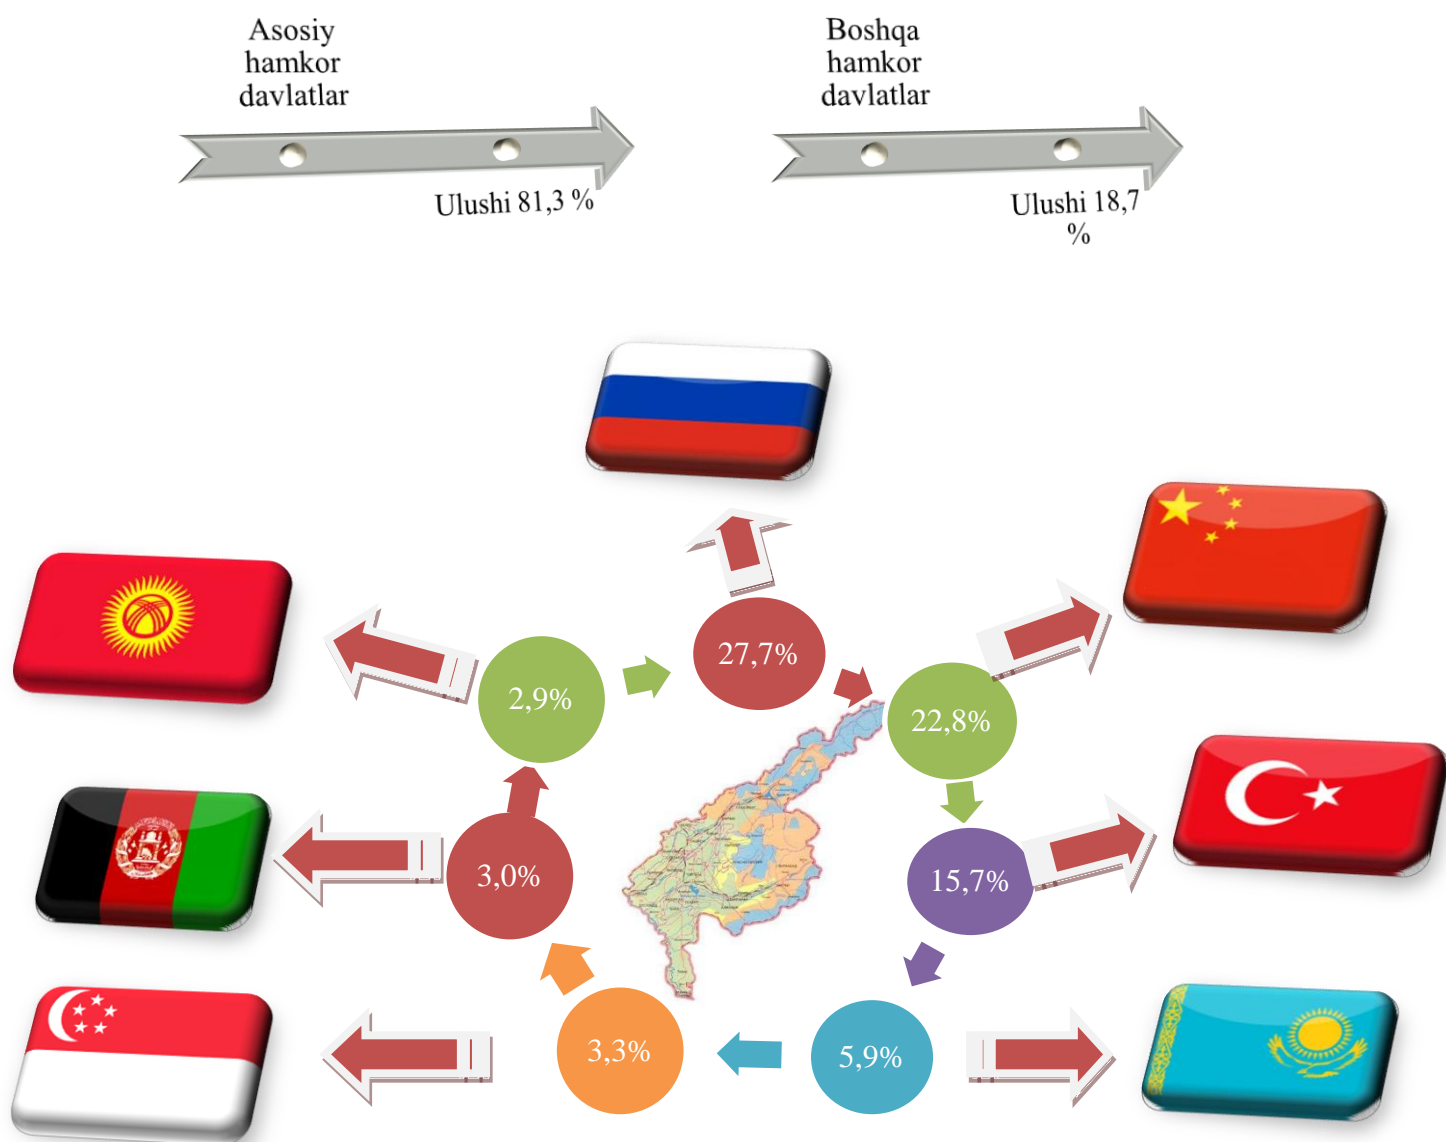 Asosiy
hamkor
davlatlar
Ulushi 81,3 %
Boshqa
hamkor
davlatlar
Ulushi 18,7
%
27,7%
22,8%
2,9%
15,7%
3,0%
3,3%
5,9%